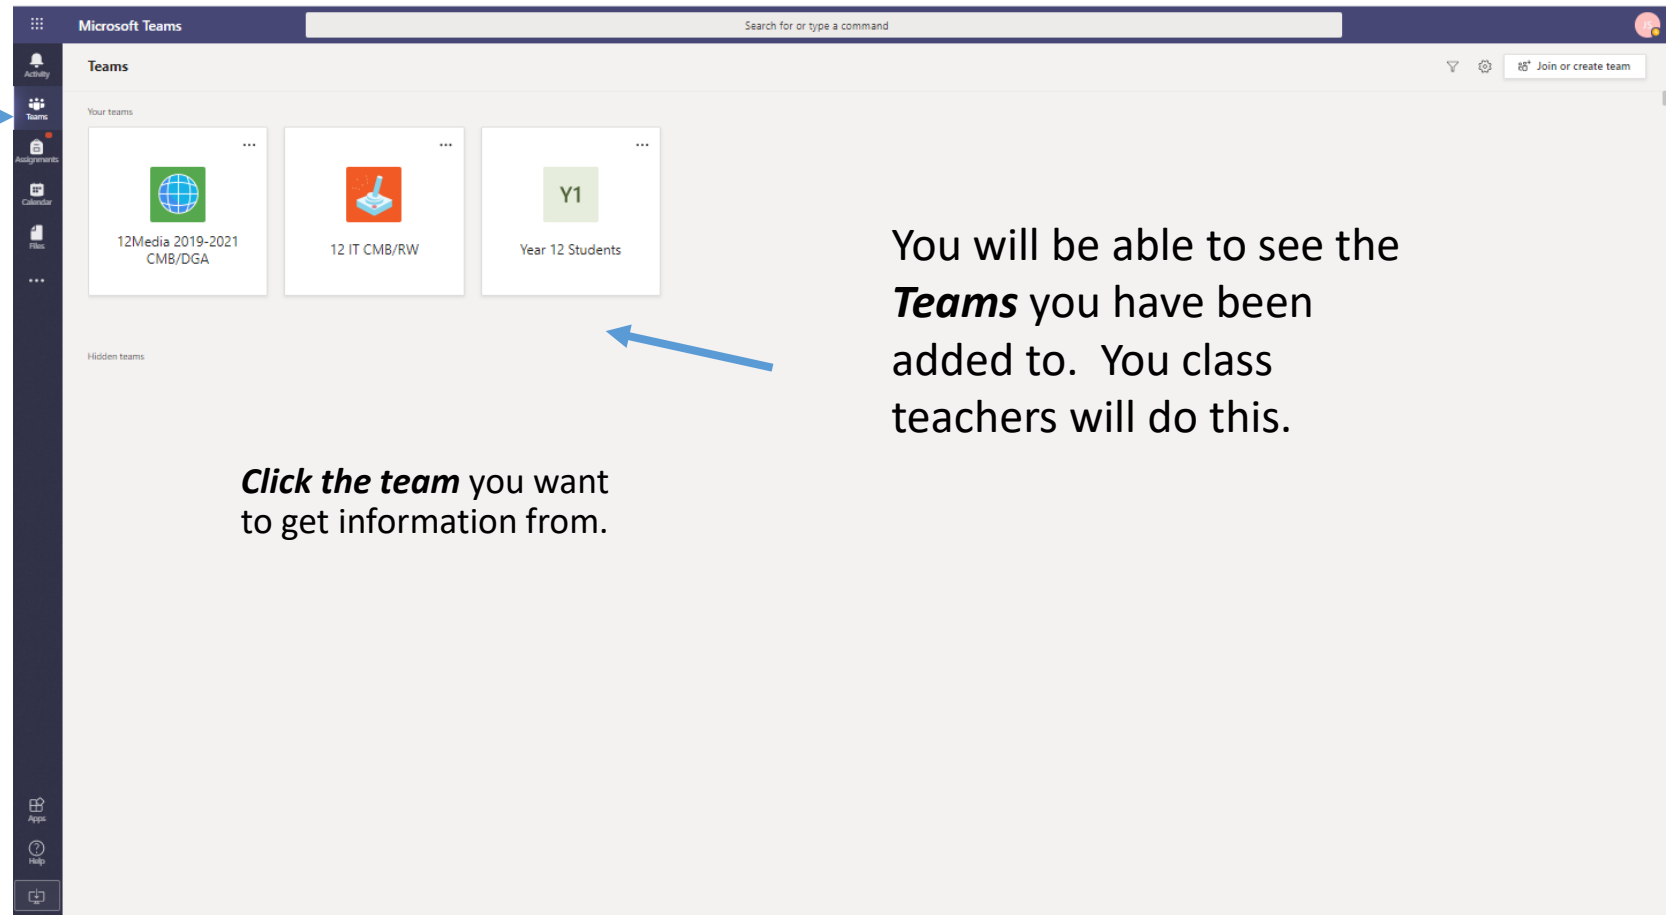 Microsoft Teams
Search for or type a command
JS
Activity
Teams
Assignments
Calendar
Files
Apps
Help
Teams
Join or create team
Your teams
12Media 2019-2021
CMB/DGA
12 IT CMB/RW
Y1
Year 12 Students
Hidden teams
You will be able to see the
Teams you have been
added to.  You class
teachers will do this.
Click the team you want
to get information from.